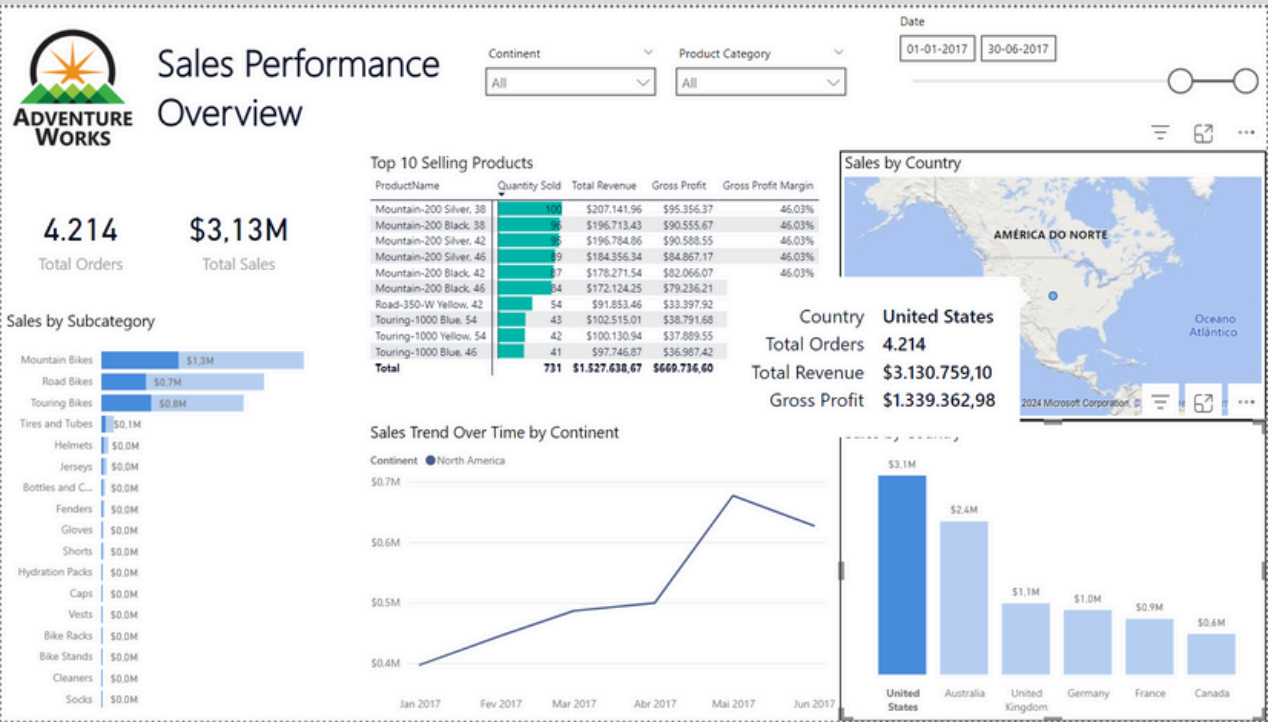 Date
01-01-2017 30-06-2017
Continent Product Category
All All
Sales Performance
Overview
ADVENTURE
WORKS
4.214 $3,13M
Total Orders Total Sales
Top 10 Selling Products
ProductName Quantity Sold Total Revenue Gross Profit Gross Profit Margin
Mountain-200 Silver, 38 100 $207.141,96 $95.356,37 46.03%
Mountain-200 Black, 38 96 $196.713,43 $90.555,67 46.03%
Mountain-200 Silver, 42 95 $196.784,86 $90.588,55 46.03%
Mountain-200 Silver, 46 89 $184.356,34 $84.867,17 46.03%
Mountain-200 Black, 42 87 $178.271,54 $82.066,07 46.03%
Mountain-200 Black, 46 84 $172.124,25 $79.236,21
Road-350-W Yellow, 42 54 $91.853,46 $33.397,92
Touring-1000 Blue, 54 43 $102.515,01 $38.791,68
Touring-1000 Yellow, 54 42 $100.130,94 $37.889,55
Touring-1000 Blue, 46 41 $97.746,87 $36.987,42
Total 731 $1.527.638,67 $669.736,60
Sales by Country
AMÉRICA DO NORTE
Oceano
Atlântico
2024 Microsoft Corporation,
Country United States
Total Orders 4.214
Total Revenue $3.130.759,10
Gross Profit $1.339.362,98
Sales by Subcategory
Mountain Bikes $1,3M
Road Bikes $0,7M
Touring Bikes $0,8M
Tires and Tubes $0,1M
Helmets $0,0M
Jerseys $0,0M
Bottles and C... $0,0M
Fenders $0,0M
Gloves $0,0M
Shorts $0,0M
Hydration Packs $0,0M
Caps $0,0M
Vests $0,0M
Bike Racks $0,0M
Bike Stands $0,0M
Cleaners $0,0M
Socks $0,0M
Sales Trend Over Time by Continent
Continent North America
$0,7M
$0,6M
$0,5M
$0,4M
Jan 2017 Fev 2017 Mar 2017 Abr 2017 Mai 2017 Jun 2017
$3,1M
$2,4M
$1,1M
$1,0M
$0,9M
$0,6M
United Australia United Germany France Canada
States Kingdom